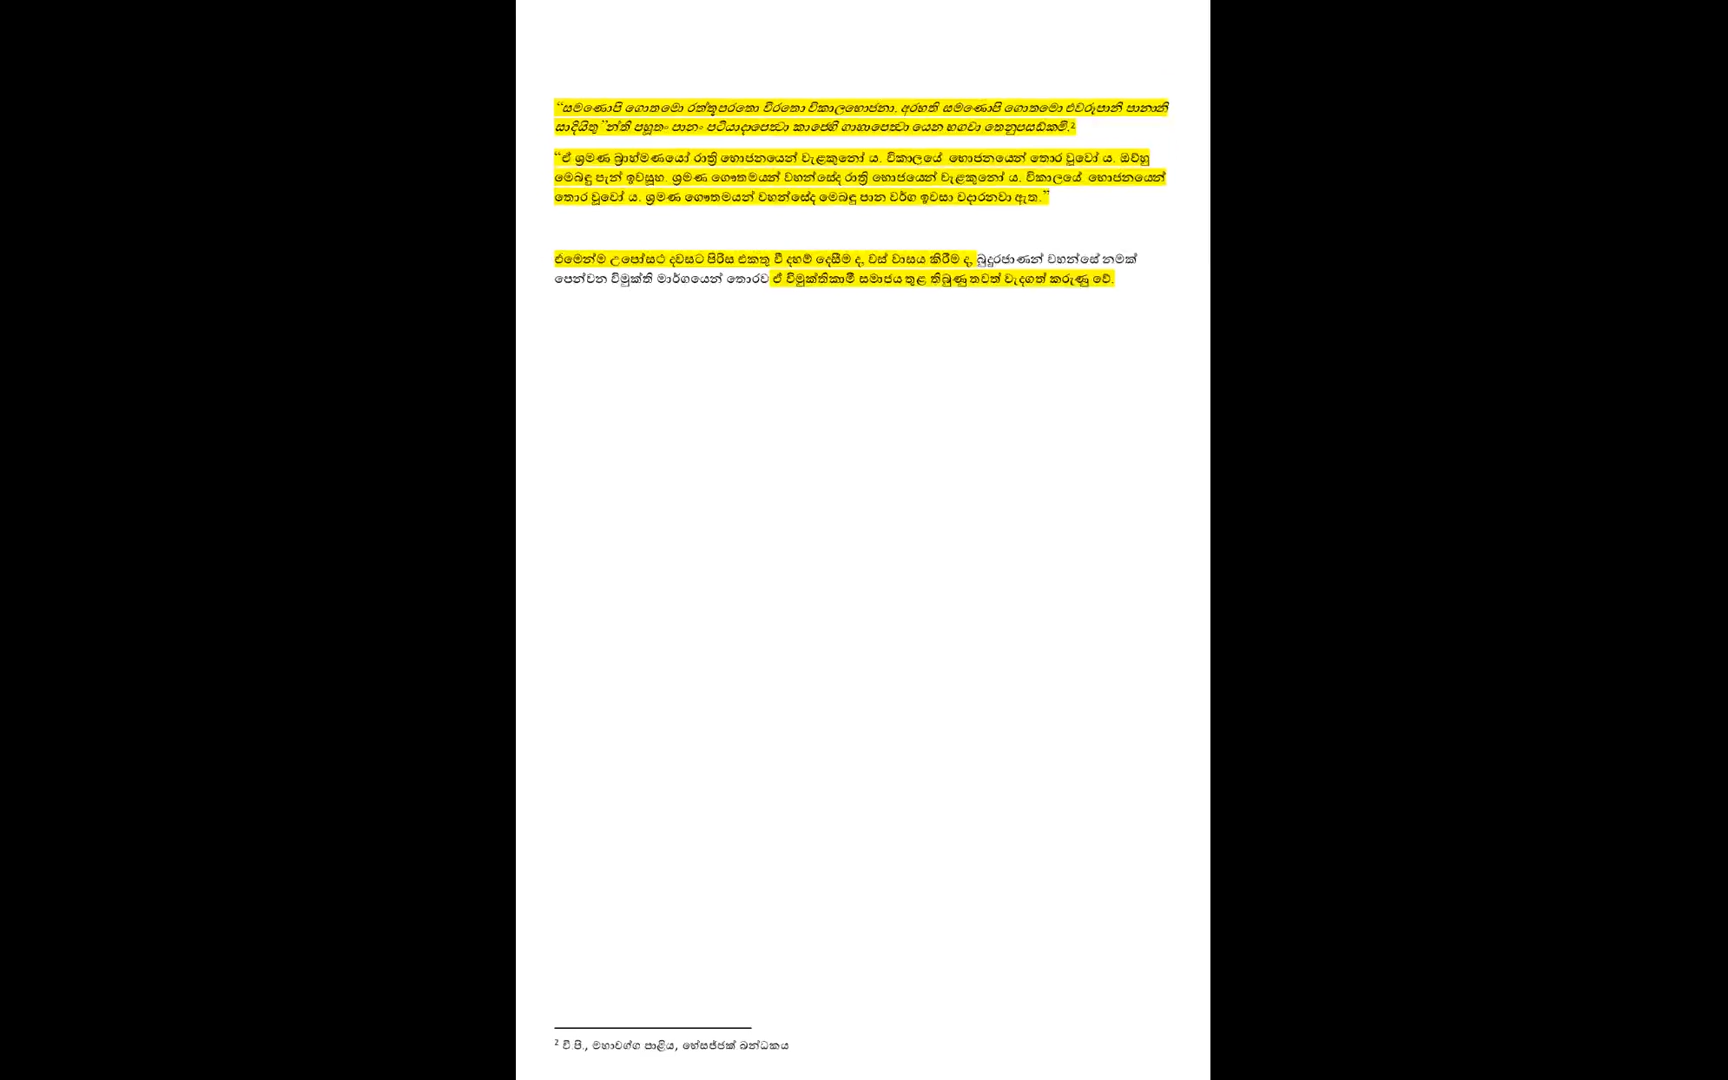 “සමණොපි ගොතමො රත්තූපරතො විරතො විකාලභොජනා, අරහති සමණොපි ගොතමො එවරූපානි පානානි
සාදියිතු”න්ති පහූතං පානං පටියාදාපෙත්‍වා කාජෙහි ගාහාපෙත්‍වා යෙන භගවා තෙනුපසඞ්කමි.2
“ඒ ශ්‍රමණ බ්‍රාහ්මණයෝ රාත්‍රි භොජනයෙන් වැළකුනෝ ය. විකාලයේ භොජනයෙන් තොර වූවෝ ය. ඔව්හු
මෙබඳු පැන් ඉවසූහ. ශ්‍රමණ ගෞතමයන් වහන්සේද රාත්‍රි භොජයෙන් වැළකුනෝ ය. විකාලයේ භොජනයෙන්
තොර වූවෝ ය. ශ්‍රමණ ගෞතමයන් වහන්සේද මෙබඳු පාන වර්ග ඉවසා වදාරනවා ඇත.”
එමෙන්ම උපෝසථ දවසට පිරිස එකතු වී දහම් දෙසීම ද, වස් වාසය කිරීම ද, බුදුරජාණන් වහන්සේ නමක්
පෙන්වන විමුක්ති මාර්ගයෙන් තොරව ඒ විමුක්තිකාමී සමාජය තුළ තිබුණු තවත් වැදගත් කරුණු වේ.
2 වි.පි., මහාවග්ග පාළිය, භේසජ්ජක් ඛන්ධකය